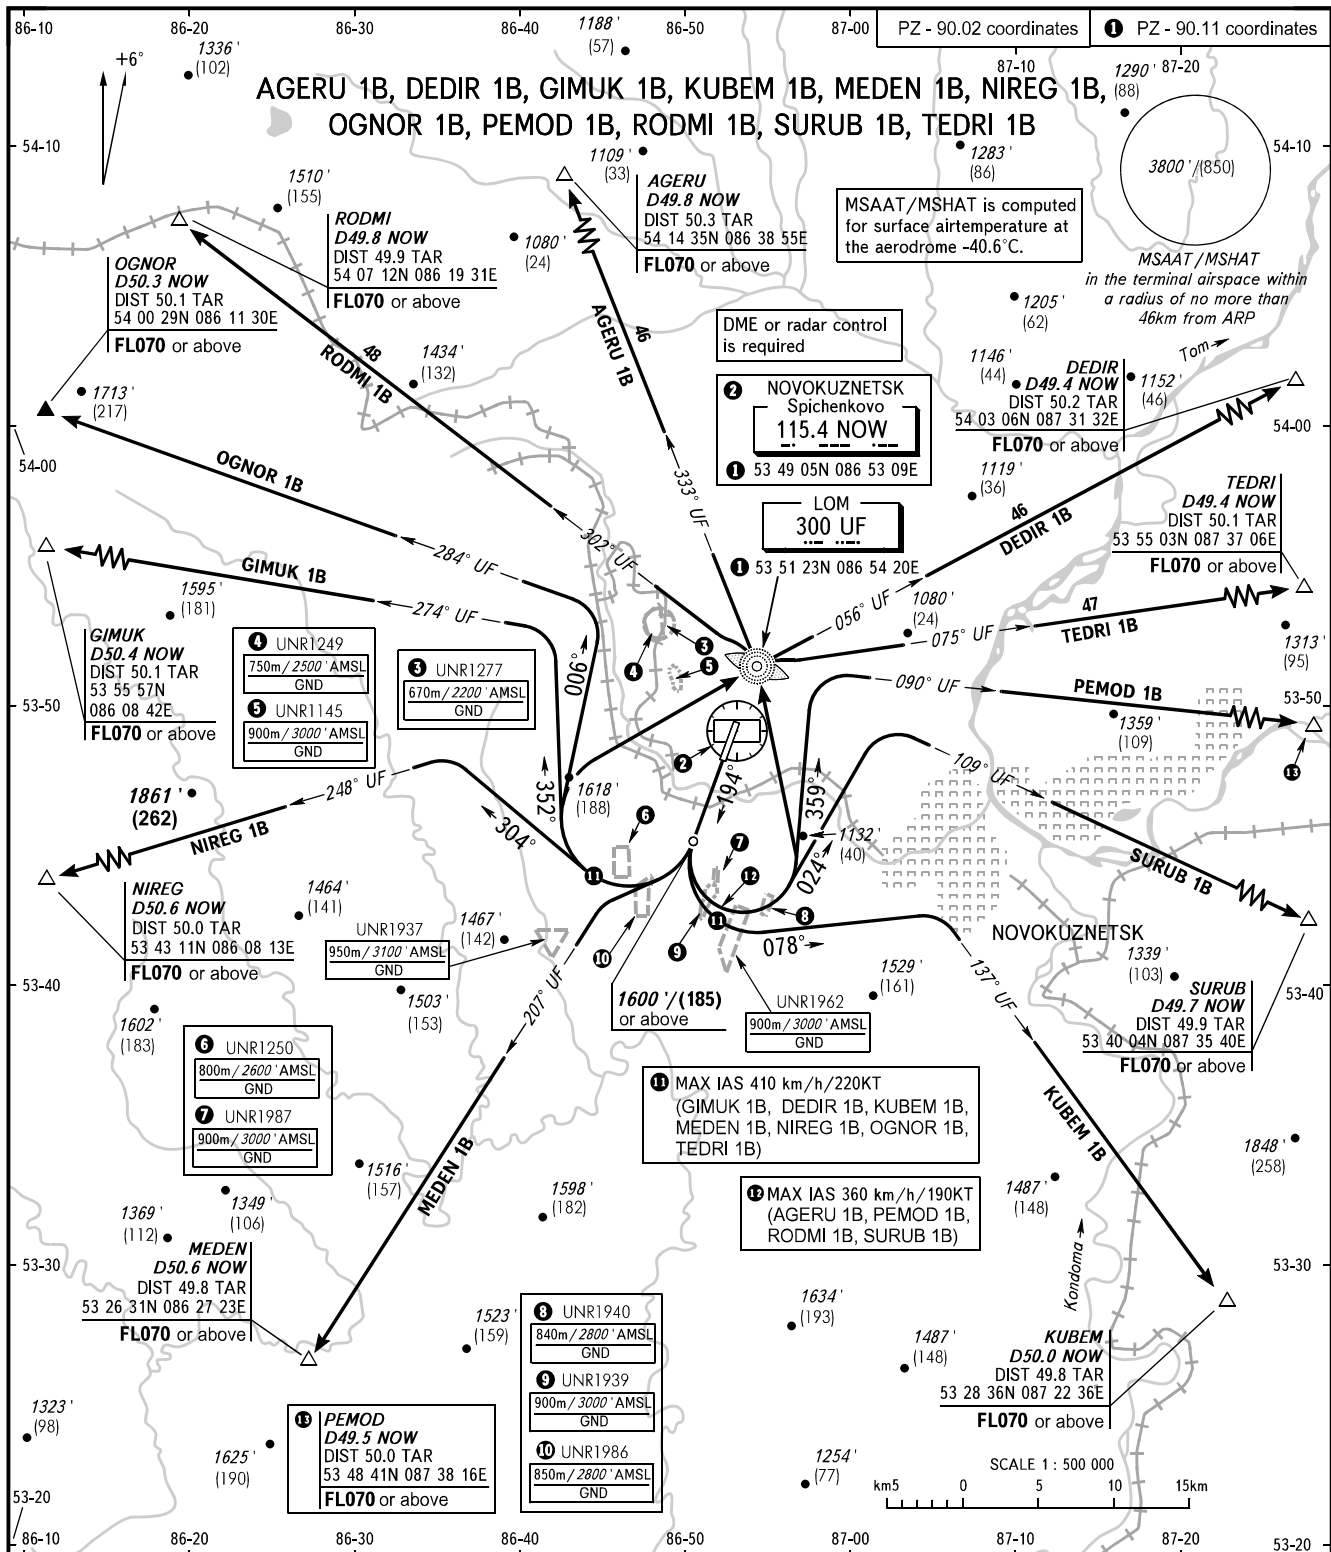 86-10
86-20
86-30
86-40
86-50
87-00
PZ - 90.02 coordinates
1 PZ - 90.11 coordinates
87-10
87-20
+6°
1336 '
(102)
1188 '
(57)
1290 '
(88)
AGERU 1B, DEDIR 1B, GIMUK 1B, KUBEM 1B, MEDEN 1B, NIREG 1B,
OGNOR 1B, PEMOD 1B, RODMI 1B, SURUB 1B, TEDRI 1B
54-10
54-10
1109 '
(33)
1283 '
(86)
3800 ' /(850)
1510 '
(155)
AGERU
D49.8 NOW
DIST 50.3 TAR
54 14 35N 086 38 55E
FL070 or above
MSAAT/MSHAT is computed
for surface airtemperature at
the aerodrome -40.6°C.
RODMI
D49.8 NOW
DIST 49.9 TAR
54 07 12N 086 19 31E
FL070 or above
1080 '
(24)
OGNOR
D50.3 NOW
DIST 50.1 TAR
54 00 29N 086 11 30E
FL070 or above
MSAAT/MSHAT
in the terminal airspace within
a radius of no more than
46km from ARP
1205 '
(62)
46
AGERU 1B
DME or radar control
is required
Tom
48
RODMI 1B
1434 '
(132)
1146 '
(44)
DEDIR
D49.4 NOW
DIST 50.2 TAR
54 03 06N 087 31 32E
FL070 or above
1152 '
(46)
1713 '
(217)
2 NOVOKUZNETSK
Spichenkovo
115.4 NOW
1 53 49 05N 086 53 09E
54-00
54-00
OGNOR 1B
333° UF
1119 '
(36)
TEDRI
D49.4 NOW
DIST 50.1 TAR
53 55 03N 087 37 06E
FL070 or above
LOM
300 UF
1 53 51 23N 086 54 20E
46
DEDIR 1B
302° UF
284° UF
GIMUK 1B
274° UF
1595 '
(181)
056° UF
1080 '
(24)
47
TEDRI 1B
075° UF
1313 '
(95)
GIMUK
D50.4 NOW
DIST 50.1 TAR
53 55 57N
086 08 42E
FL070 or above
4 UNR1249
750m/2500 ' AMSL
GND
5 UNR1145
900m/3000 ' AMSL
GND
3 UNR1277
670m/2200 ' AMSL
GND
006°
3
4
5
090° UF
PEMOD 1B
53-50
53-50
1359 '
(109)
13
2
194°
109° UF
1861 '
(262)
248° UF
NIREG 1B
352°
1618 '
(188)
359°
304°
6
7
1132 '
(40)
024°
SURUB 1B
11
12
11
8
NIREG
D50.6 NOW
DIST 50.0 TAR
53 43 11N 086 08 13E
FL070 or above
1464 '
(141)
UNR1937
950m/3100 ' AMSL
GND
1467 '
(142)
10
9
078°
NOVOKUZNETSK
1339 '
(103)
1529 '
(161)
137° UF
53-40
53-40
1503 '
(153)
207° UF
1600 '/(185)
or above
UNR1962
900m/3000 ' AMSL
GND
SURUB
D49.7 NOW
DIST 49.9 TAR
53 40 04N 087 35 40E
FL070 or above
1602 '
(183)
6 UNR1250
800m/2600 ' AMSL
GND
7 UNR1987
900m/3000 ' AMSL
GND
11 MAX IAS 410 km/h/220KT
(GIMUK 1B, DEDIR 1B, KUBEM 1B,
MEDEN 1B, NIREG 1B, OGNOR 1B,
TEDRI 1B)
KUBEM 1B
1848 '
(258)
MEDEN 1B
1516 '
(157)
1349 '
(106)
1598 '
(182)
12 MAX IAS 360 km/h/190KT
(AGERU 1B, PEMOD 1B,
RODMI 1B, SURUB 1B)
1487 '
(148)
1369 '
(112)
MEDEN
D50.6 NOW
DIST 49.8 TAR
53 26 31N 086 27 23E
FL070 or above
53-30
53-30
Kondoma
1523 '
(159)
8 UNR1940
840m/2800 ' AMSL
GND
9 UNR1939
900m/3000 ' AMSL
GND
10 UNR1986
850m/2800 ' AMSL
GND
1634 '
(193)
1487 '
(148)
KUBEM
D50.0 NOW
DIST 49.8 TAR
53 28 36N 087 22 36E
FL070 or above
1323 '
(98)
1625 '
(190)
13 PEMOD
D49.5 NOW
DIST 50.0 TAR
53 48 41N 087 38 16E
FL070 or above
1254 '
(77)
SCALE 1 : 500 000
km5 0 5 10 15km
53-20
53-20
86-10
86-20
86-30
86-40
86-50
87-00
87-10
87-20